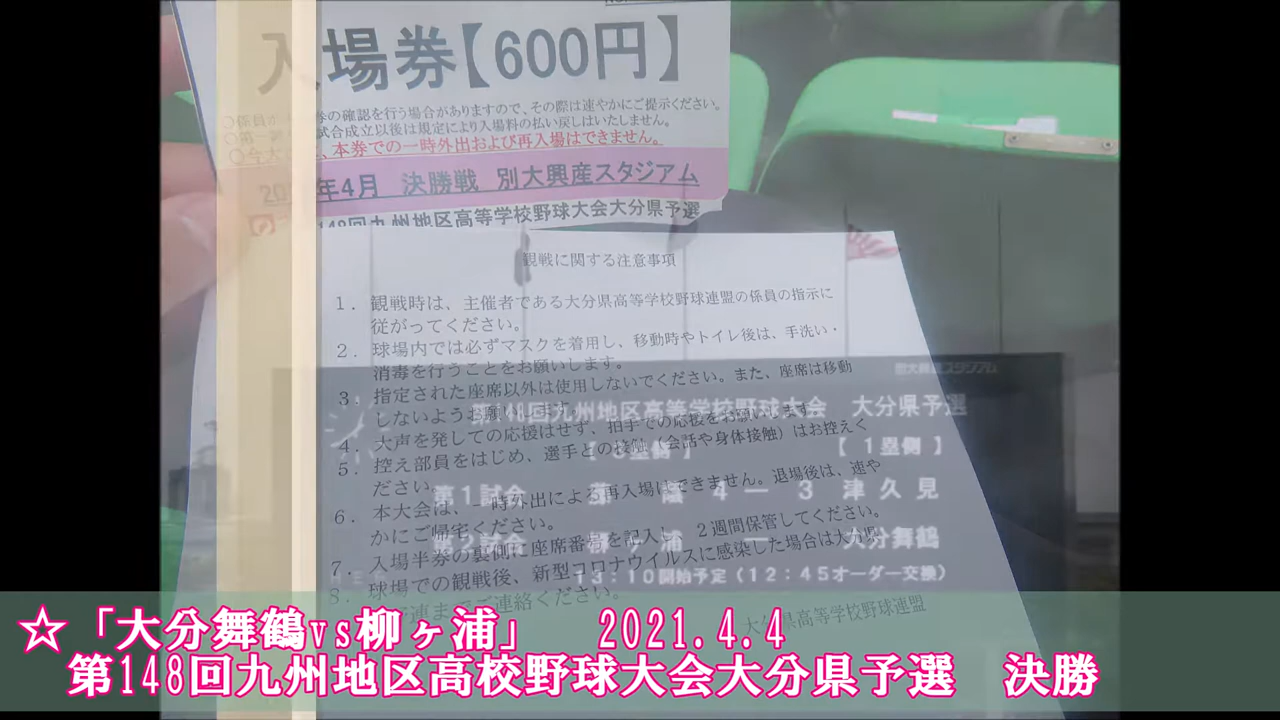 入場券【600円】
券の確認を行う場合がありますので、その際は速やかにご提示ください。
試合成立以後は規定により入場料の払い戻しはいたしません。
本券での一時外出および再入場はできません。
年4月 決勝戦 別大興産スタジアム
148回九州地区高等学校野球大会大分県予選
観戦に関する注意事項
1. 観戦時は、主催者である大分県高等学校野球連盟の係員の指示に
従がってください。
2. 球場内では必ずマスクを着用し、移動時やトイレ後は、手洗い・
消毒を行うことをお願いします。
3. 指定された座席以外は使用しないでください。また、座席は移動
しないようお願いします。
4. 大声を発しての応援はせず、拍手での応援をお願いします。
5. 控え部員をはじめ、選手との接触（会話や身体接触）はお控えく
ださい。
6. 本大会は、一時外出による再入場はできません。退場後は、速や
かにご帰宅ください。
7. 入場半券の裏側に座席番号を記入し、2週間保管してください。
8. 球場での観戦後、新型コロナウイルスに感染した場合は大分県
連までご連絡ください。
大分県高等学校野球連盟
別大興産スタジアム
第148回九州地区高等学校野球大会 大分県予選
【3塁側】 【1塁側】
第1試合 4 ー 3 津久見
第2試合 柳ヶ浦 ー 大分舞鶴
13:10開始予定(12:45オーダー交換)
☆「大分舞鶴vs柳ヶ浦」 2021.4.4
第148回九州地区高校野球大会大分県予選 決勝